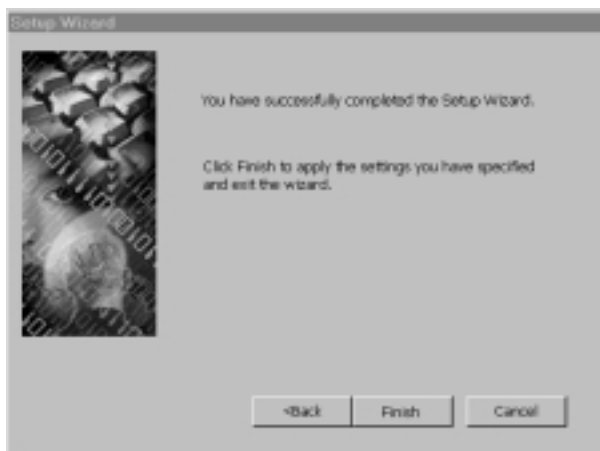 Setup Wizard
You have successfully completed the Setup Wizard.
Click Finish to apply the settings you have specified
and exit the wizard.
<Back
Finish
Cancel